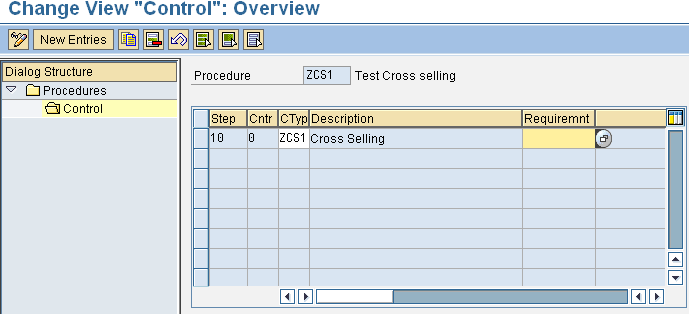 Change View "Control": Overview
New Entries
Dialog Structure
Procedures
Control
Procedure ZCS1 Test Cross selling
Step Cntr CTyp Description Requiremnt
10 0 ZCS1 Cross Selling